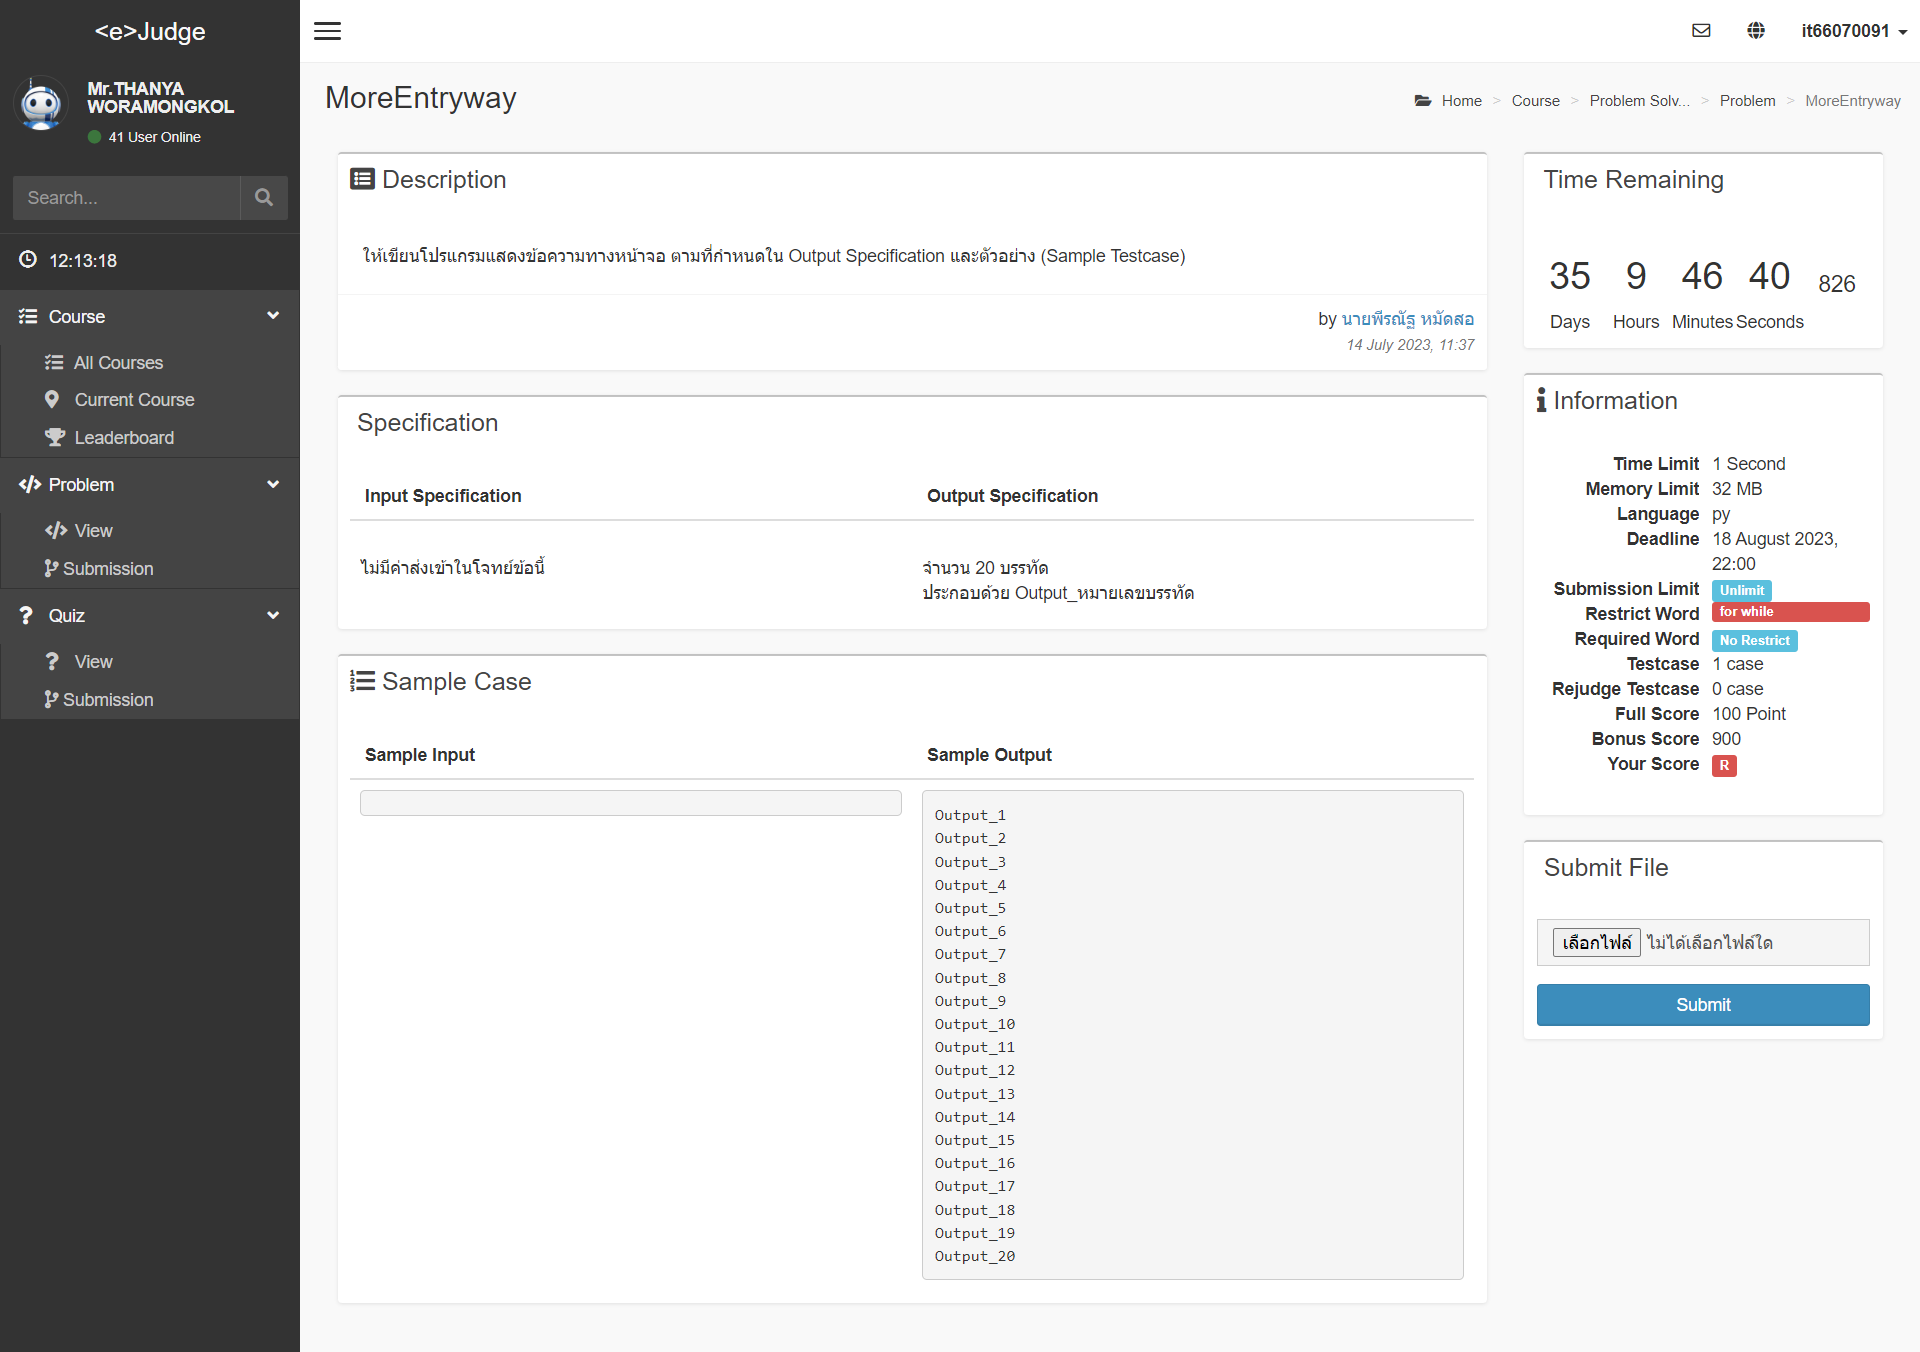 <e>Judge
Mr.THANYA
WORAMONGKOL
41 User Online
Search...
12:13:18
Course
All Courses
Current Course
Leaderboard
Problem
View
Submission
Quiz
View
Submission
it66070091
MoreEntryway
Home > Course > Problem Solv... > Problem > MoreEntryway
Description
ให้เขียนโปรแกรมแสดงข้อความทางหน้าจอ ตามที่กำหนดใน Output Specification และตัวอย่าง (Sample Testcase)
by นายพีรณัฐ หมัดสอ
14 July 2023, 11:37
Specification
Input Specification
Output Specification
ไม่มีค่าส่งเข้าในโจทย์ข้อนี้
จำนวน 20 บรรทัด
ประกอบด้วย Output_หมายเลขบรรทัด
Sample Case
Sample Input
Sample Output
Output_1
Output_2
Output_3
Output_4
Output_5
Output_6
Output_7
Output_8
Output_9
Output_10
Output_11
Output_12
Output_13
Output_14
Output_15
Output_16
Output_17
Output_18
Output_19
Output_20
Time Remaining
35 9 46 40 826
Days Hours Minutes Seconds
Information
Time Limit 1 Second
Memory Limit 32 MB
Language py
Deadline 18 August 2023,
22:00
Submission Limit Unlimit
Restrict Word for while
Required Word No Restrict
Testcase 1 case
Rejudge Testcase 0 case
Full Score 100 Point
Bonus Score 900
Your Score R
Submit File
เลือกไฟล์ ไม่ได้เลือกไฟล์ใด
Submit